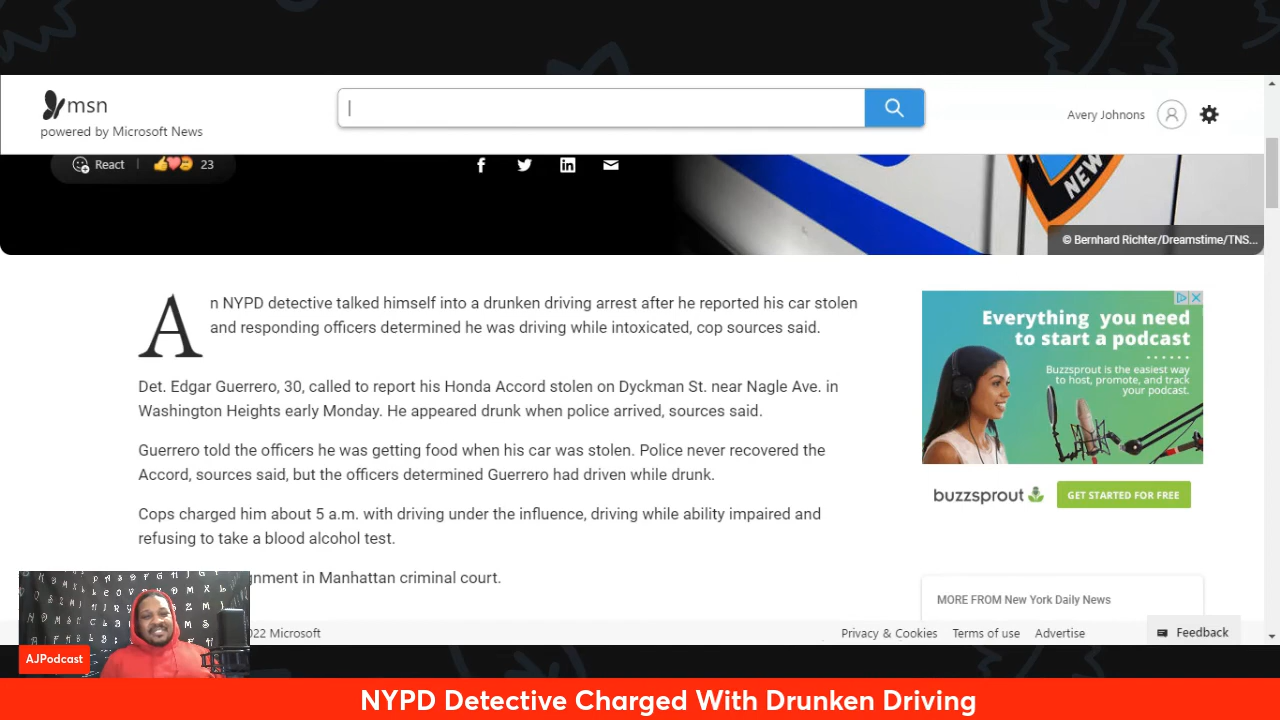 msn
powered by Microsoft News
Avery Johnons
React
23
NEW
© Bernhard Richter/Dreamstime/TNS...
An NYPD detective talked himself into a drunken driving arrest after he reported his car stolen
and responding officers determined he was driving while intoxicated, cop sources said.
Det. Edgar Guerrero, 30, called to report his Honda Accord stolen on Dyckman St. near Nagle Ave. in
Washington Heights early Monday. He appeared drunk when police arrived, sources said.
Guerrero told the officers he was getting food when his car was stolen. Police never recovered the
Accord, sources said, but the officers determined Guerrero had driven while drunk.
Cops charged him about 5 a.m. with driving under the influence, driving while ability impaired and
refusing to take a blood alcohol test.
gnment in Manhattan criminal court.
Everything you need
to start a podcast
Buzzsprout is the easiest way
to host, promote, and track
your podcast.
buzzsprout
GET STARTED FOR FREE
MORE FROM New York Daily News
022 Microsoft
Privacy & Cookies
Terms of use
Advertise
Feedback
AJPodcast
NYPD Detective Charged With Drunken Driving